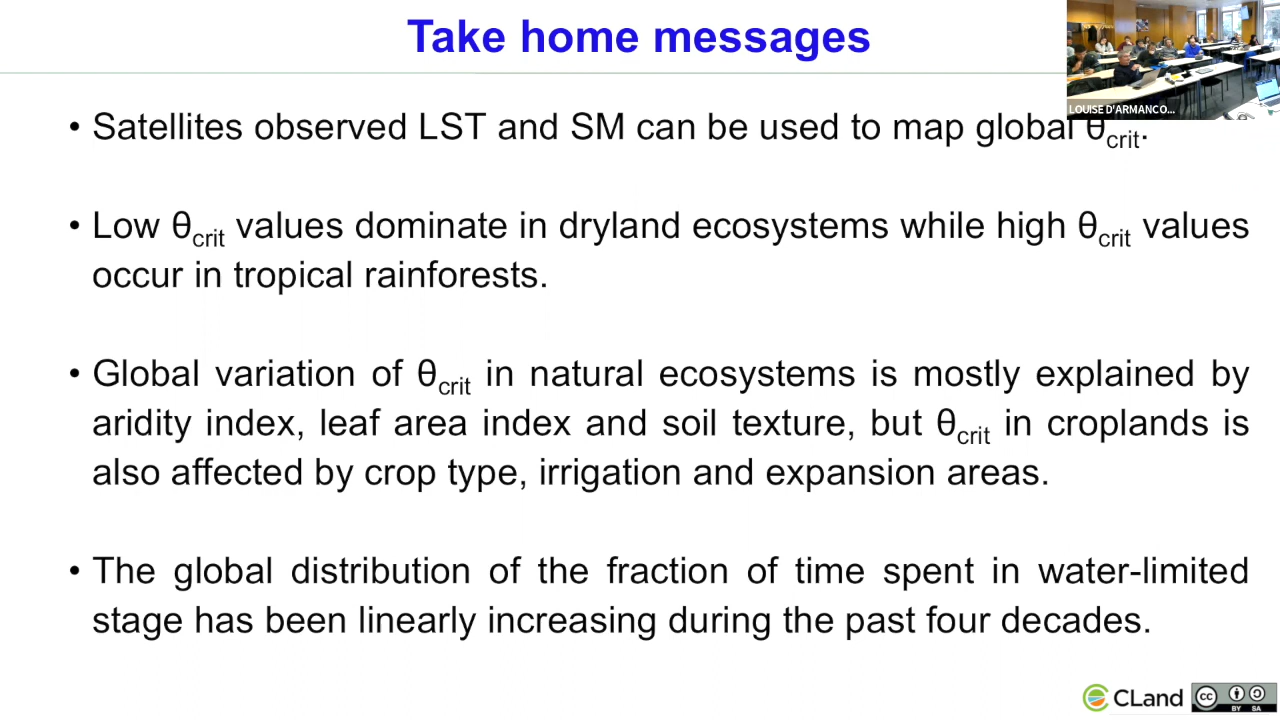 Take home messages
LOUISE D'ARMANCO...
• Satellites observed LST and SM can be used to map global θcrit.
• Low θcrit values dominate in dryland ecosystems while high θcrit values
occur in tropical rainforests.
• Global variation of θcrit in natural ecosystems is mostly explained by
aridity index, leaf area index and soil texture, but θcrit in croplands is
also affected by crop type, irrigation and expansion areas.
• The global distribution of the fraction of time spent in water-limited
stage has been linearly increasing during the past four decades.
CLand
cc
BY SA